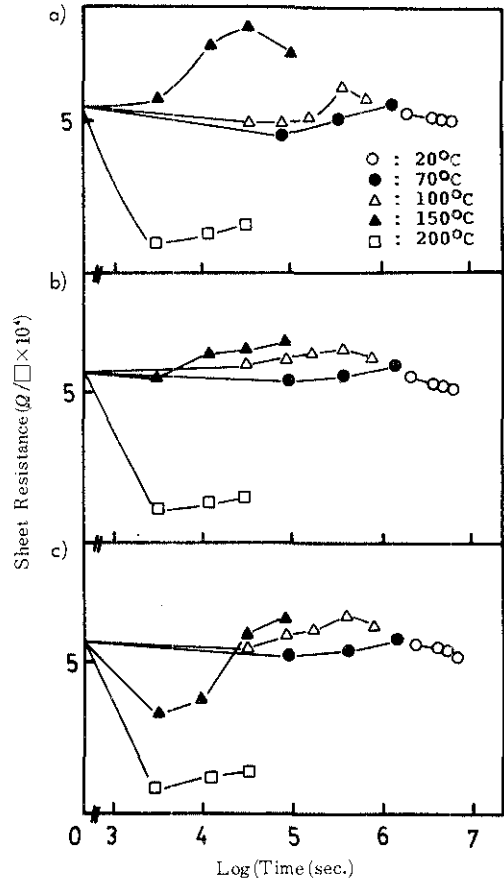 a)
5
○ : 20°C
● : 70°C
△ : 100°C
▲ : 150°C
□ : 200°C
b)
5
Sheet Resistance (Ω/□×10⁴)
c)
5
0 3 4 5 6 7
Log (Time (sec.)